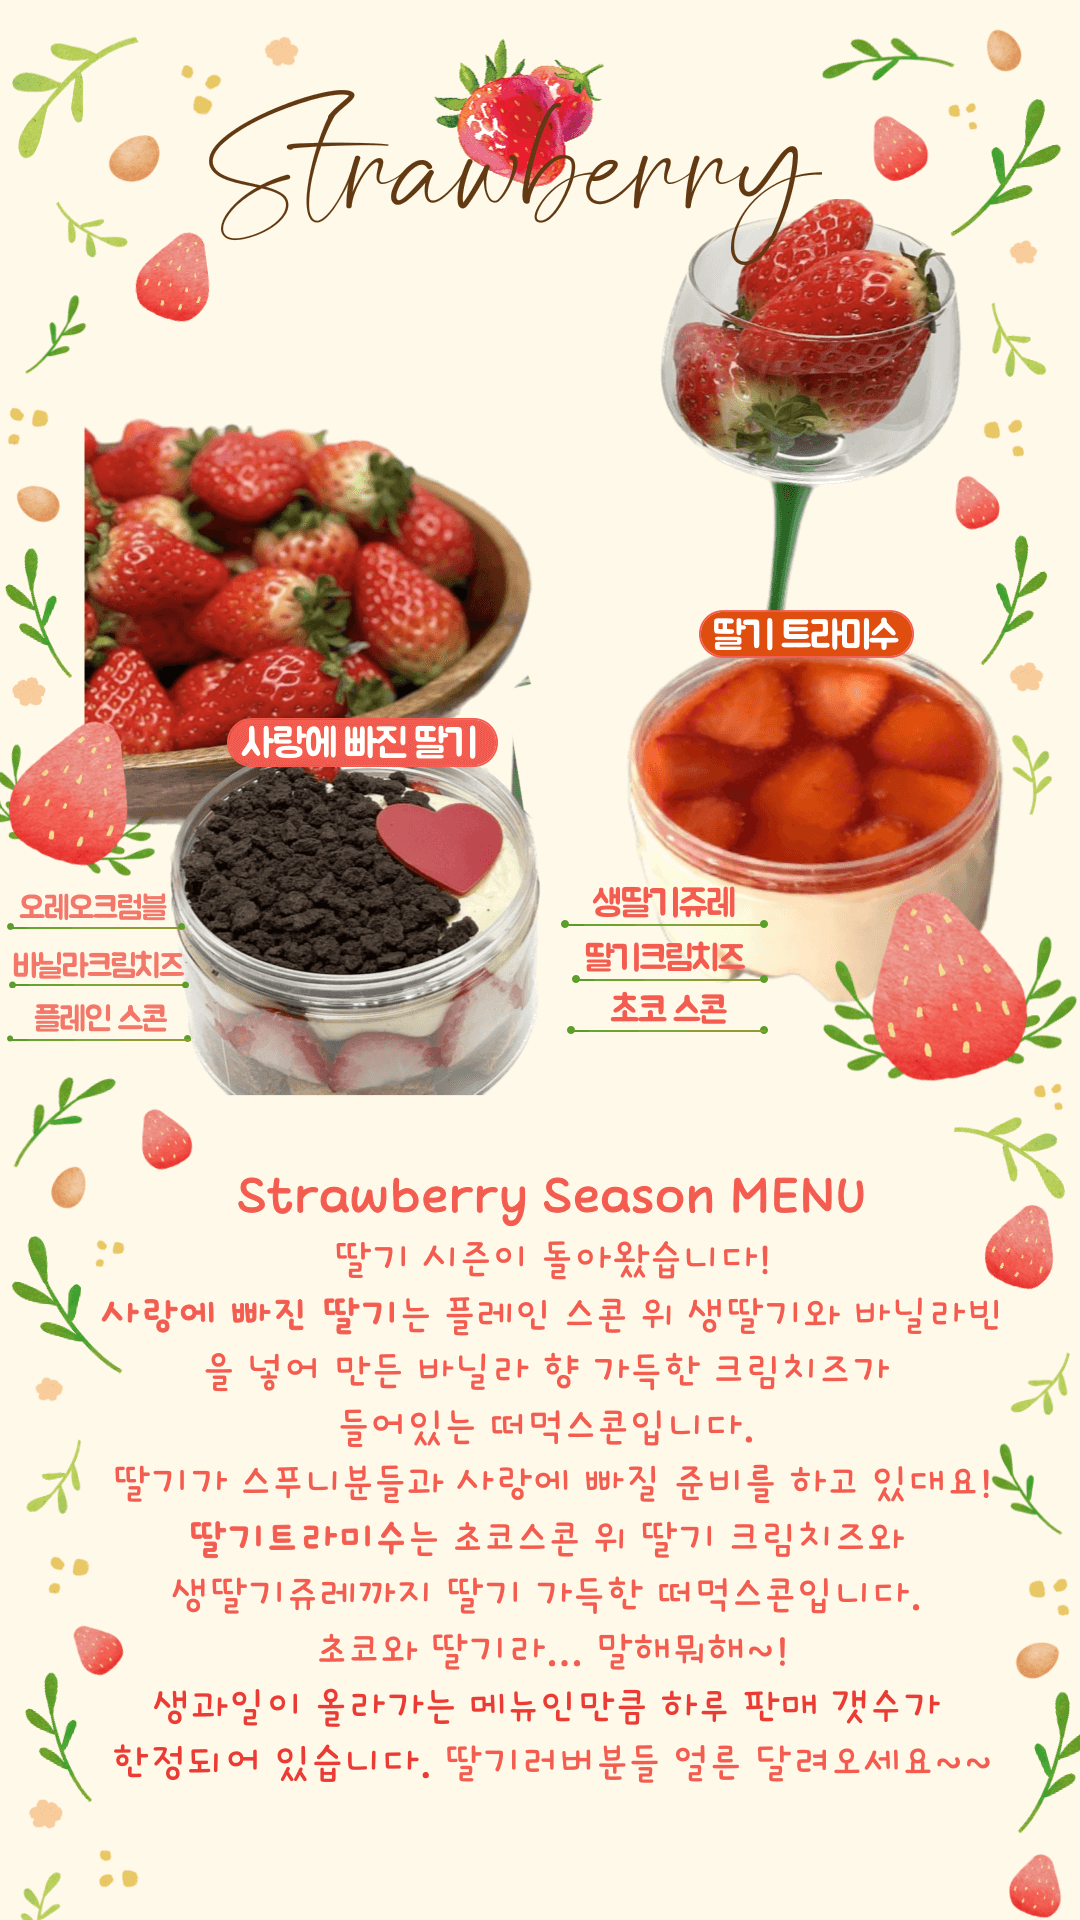 Strawberry
딸기 트라미수
사랑에 빠진 딸기
오레오크럼블
바닐라크림치즈
플레인 스콘
생딸기쥬레
딸기크림치즈
초코 스콘
Strawberry Season MENU
딸기 시즌이 돌아왔습니다!
사랑에 빠진 딸기는 플레인 스콘 위 생딸기와 바닐라빈
을 넣어 만든 바닐라 향 가득한 크림치즈가
들어있는 떠먹스콘입니다.
딸기가 스푸니분들과 사랑에 빠질 준비를 하고 있대요!
딸기트라미수는 초코스콘 위 딸기 크림치즈와
생딸기쥬레까지 딸기 가득한 떠먹스콘입니다.
초코와 딸기라... 말해뭐해~!
생과일이 올라가는 메뉴인만큼 하루 판매 갯수가
한정되어 있습니다. 딸기러버분들 얼른 달려오세요~~